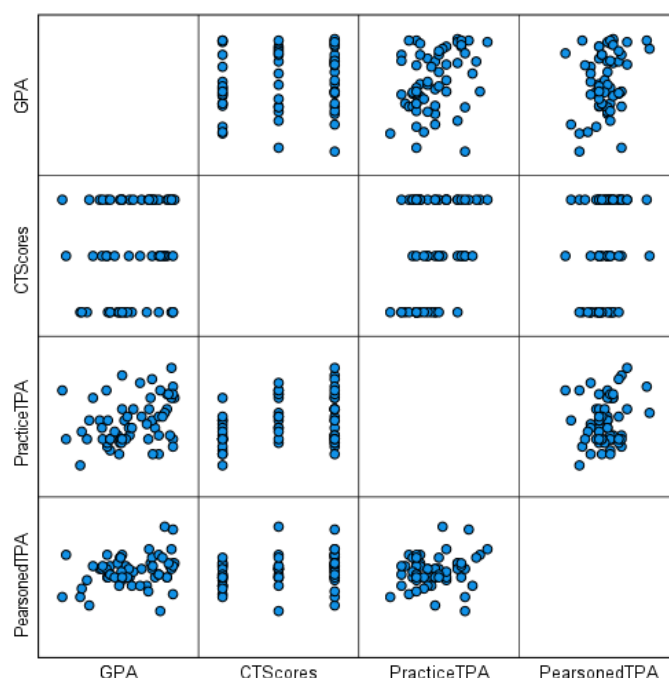 GPA
CTScores
PracticeTPA
PearsonedTPA
GPA
CTScores
PracticeTPA
PearsonedTPA